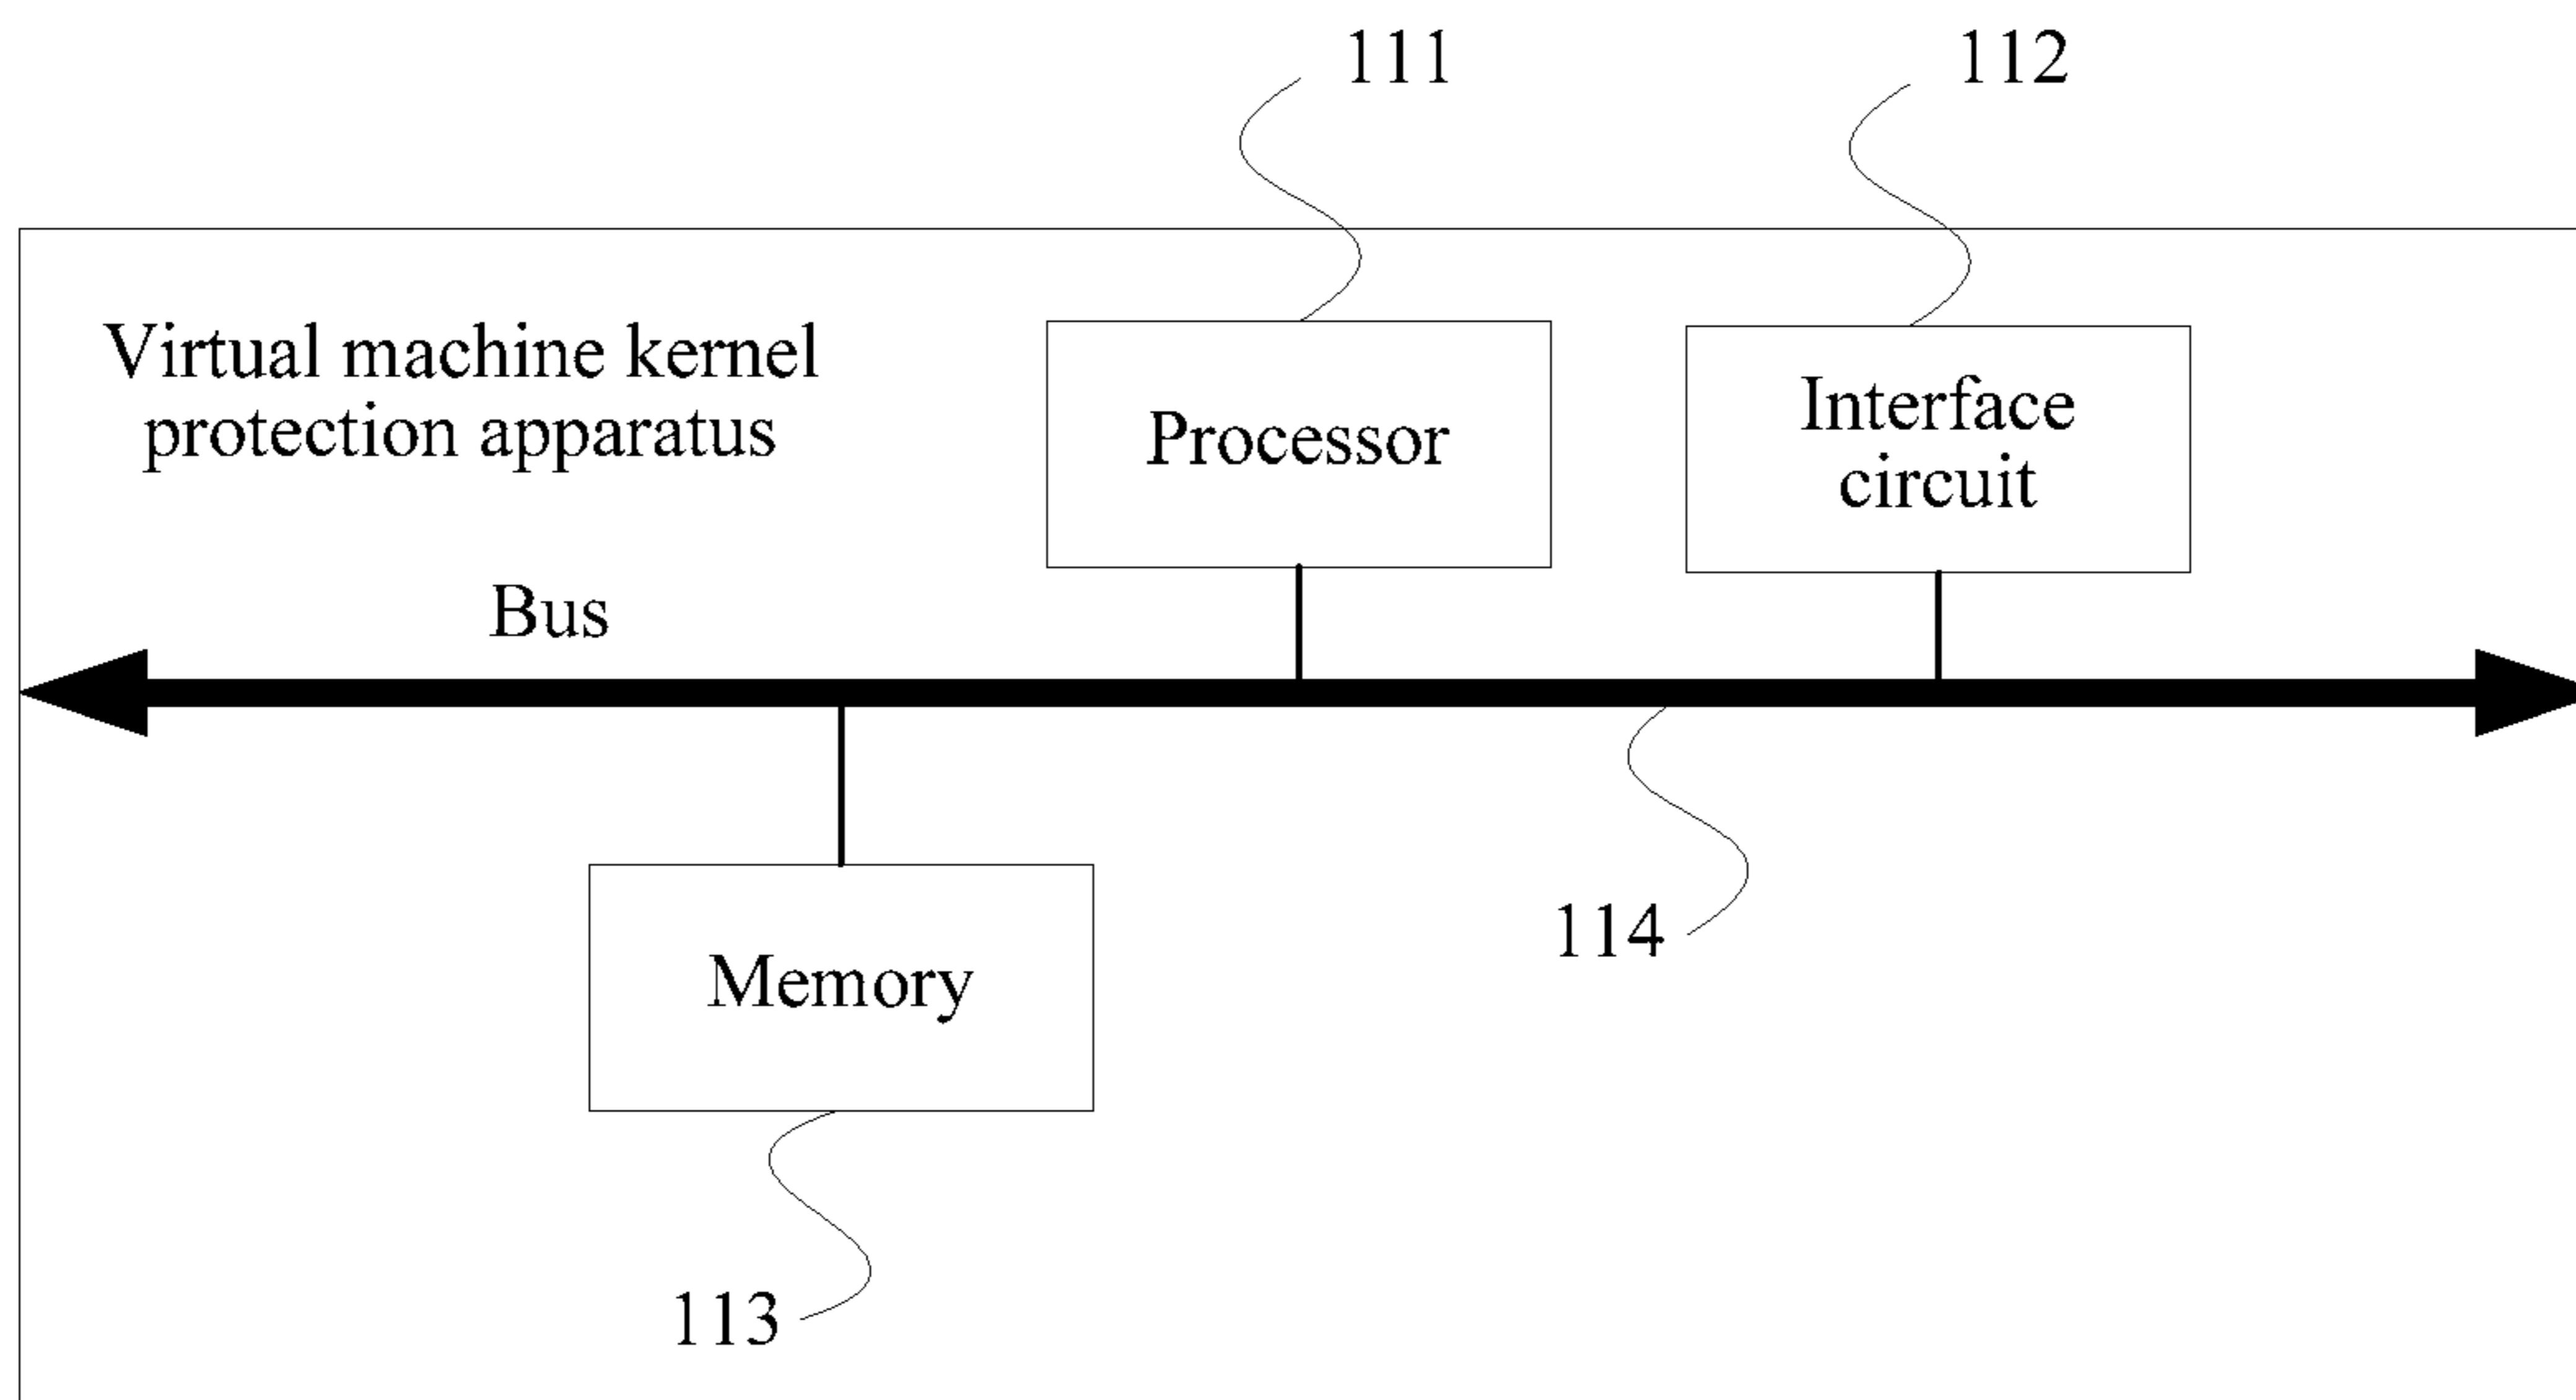 111
112
Virtual machine kernel
protection apparatus
Processor
Interface
circuit
Bus
114
Memory
113